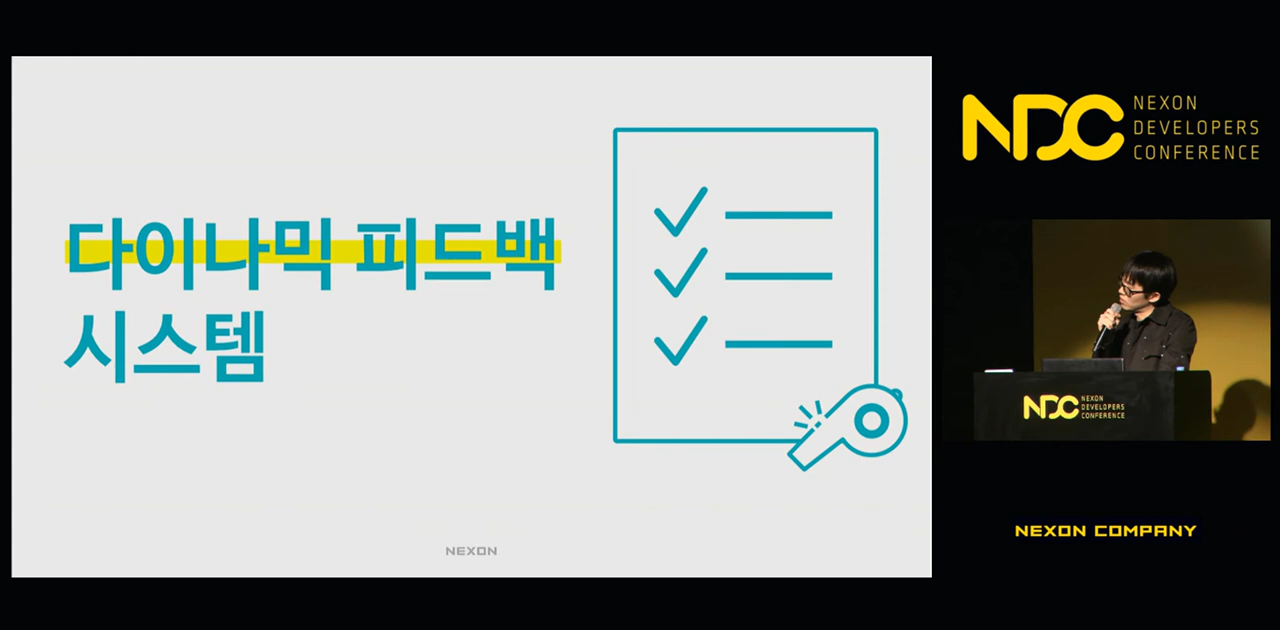 다이나믹 피드백
시스템
NEXON
NDC
NEXON
DEVELOPERS
CONFERENCE
NDC
NEXON
DEVELOPERS
CONFERENCE
NEXON COMPANY